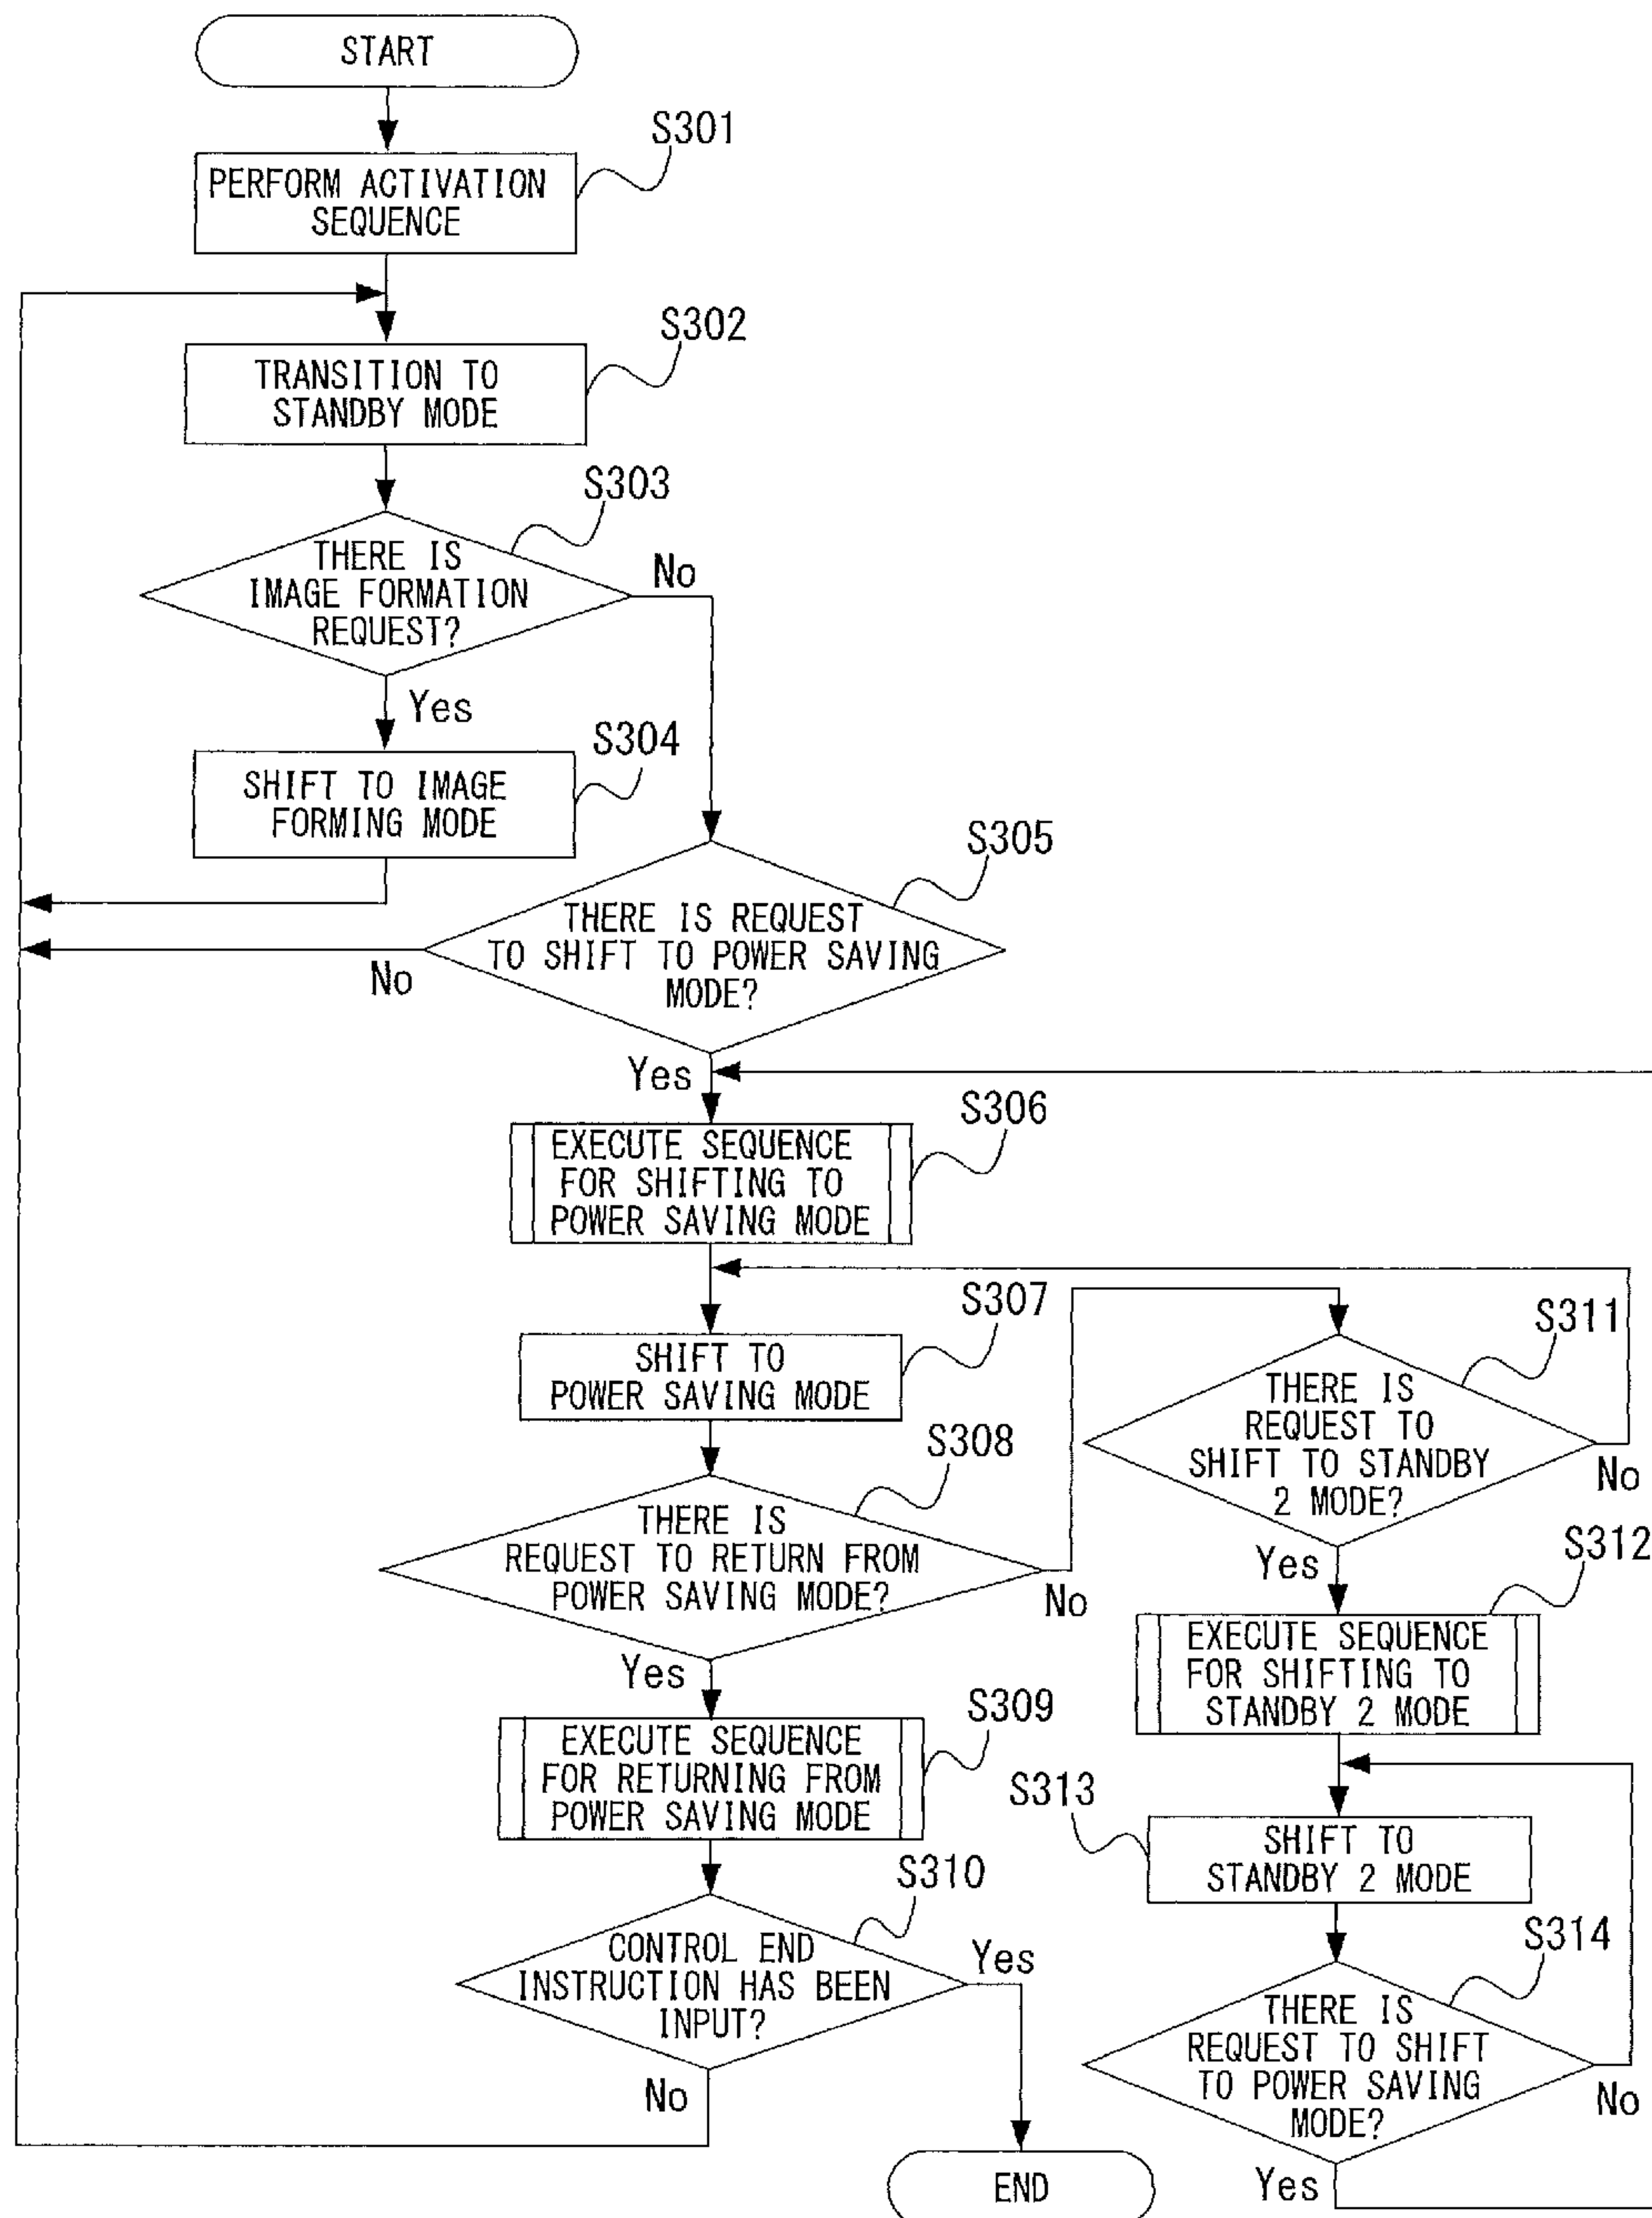 START
S301
PERFORM ACTIVATION
SEQUENCE
S302
TRANSITION TO
STANDBY MODE
S303
THERE IS
IMAGE FORMATION
REQUEST?
No
Yes
S304
SHIFT TO IMAGE
FORMING MODE
S305
THERE IS REQUEST
TO SHIFT TO POWER SAVING
MODE?
No
Yes
S306
EXECUTE SEQUENCE
FOR SHIFTING TO
POWER SAVING MODE
S307
SHIFT TO
POWER SAVING MODE
S308
THERE IS
REQUEST TO RETURN FROM
POWER SAVING MODE?
No
Yes
S309
EXECUTE SEQUENCE
FOR RETURNING FROM
POWER SAVING MODE
S310
CONTROL END
INSTRUCTION HAS BEEN
INPUT?
Yes
No
END
S311
THERE IS
REQUEST TO
SHIFT TO STANDBY
2 MODE?
No
Yes
S312
EXECUTE SEQUENCE
FOR SHIFTING TO
STANDBY 2 MODE
S313
SHIFT TO
STANDBY 2 MODE
S314
THERE IS
REQUEST TO SHIFT
TO POWER SAVING
MODE?
No
Yes